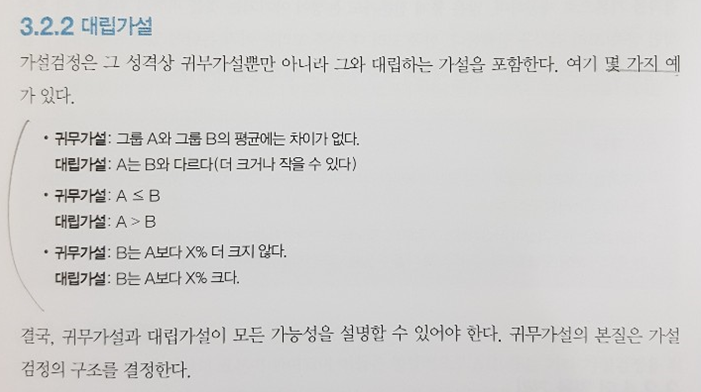 3.2.2 대립가설
가설검정은 그 성격상 귀무가설뿐만 아니라 그와 대립하는 가설을 포함한다. 여기 몇 가지 예
가 있다.
• 귀무가설: 그룹 A와 그룹 B의 평균에는 차이가 없다.
대립가설: A는 B와 다르다(더 크거나 작을 수 있다)
• 귀무가설: A ≤ B
대립가설: A > B
• 귀무가설: B는 A보다 X% 더 크지 않다.
대립가설: B는 A보다 X% 크다.
결국, 귀무가설과 대립가설이 모든 가능성을 설명할 수 있어야 한다. 귀무가설의 본질은 가설
검정의 구조를 결정한다.